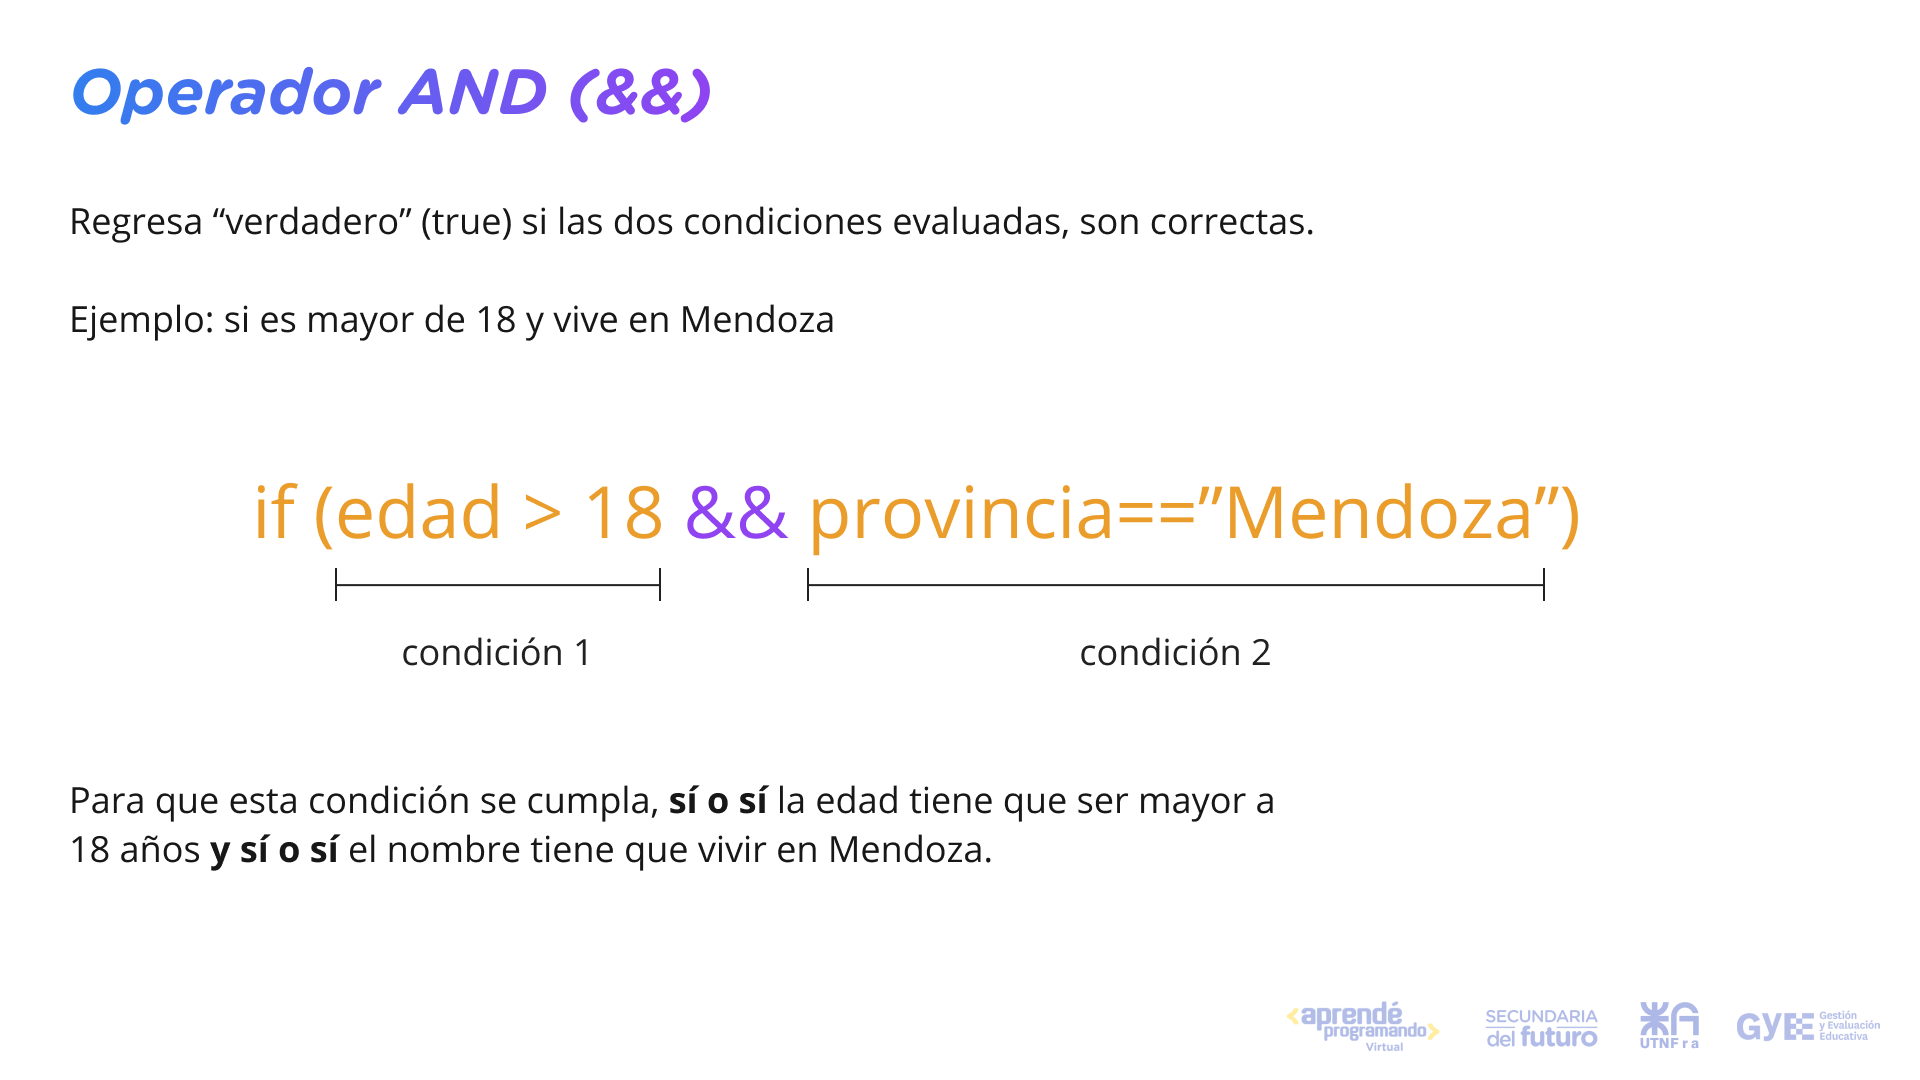 Operador AND (&&)
Regresa “verdadero” (true) si las dos condiciones evaluadas, son correctas.
Ejemplo: si es mayor de 18 y vive en Mendoza
if (edad > 18 && provincia==”Mendoza”)
condición 1 condición 2
Para que esta condición se cumpla, sí o sí la edad tiene que ser mayor a
18 años y sí o sí el nombre tiene que vivir en Mendoza.
<aprendé
programando>
Virtual
SECUNDARIA
del futuro
UTNFra
GyEE
Gestión
y Evaluación
Educativa